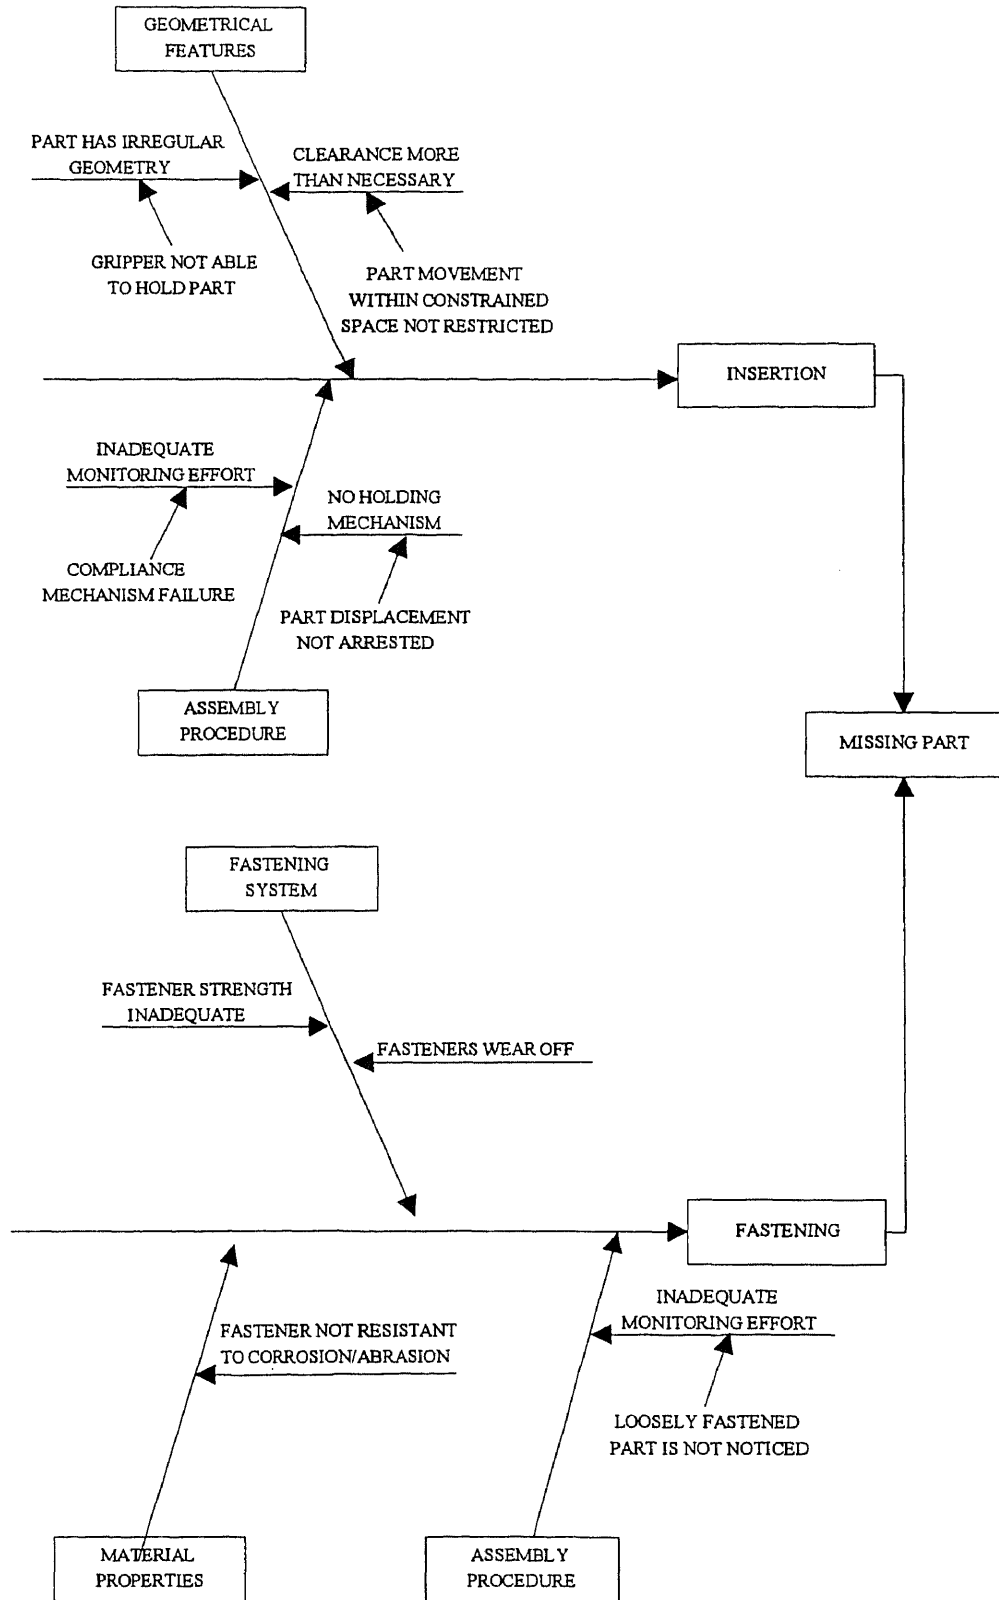 GEOMETRICAL
FEATURES
PART HAS IRREGULAR
GEOMETRY
CLEARANCE MORE
THAN NECESSARY
GRIPPER NOT ABLE
TO HOLD PART
PART MOVEMENT
WITHIN CONSTRAINED
SPACE NOT RESTRICTED
INSERTION
INADEQUATE
MONITORING EFFORT
NO HOLDING
MECHANISM
COMPLIANCE
MECHANISM FAILURE
PART DISPLACEMENT
NOT ARRESTED
ASSEMBLY
PROCEDURE
MISSING PART
FASTENING
SYSTEM
FASTENER STRENGTH
INADEQUATE
FASTENERS WEAR OFF
FASTENING
INADEQUATE
MONITORING EFFORT
FASTENER NOT RESISTANT
TO CORROSION/ABRASION
LOOSELY FASTENED
PART IS NOT NOTICED
MATERIAL
PROPERTIES
ASSEMBLY
PROCEDURE